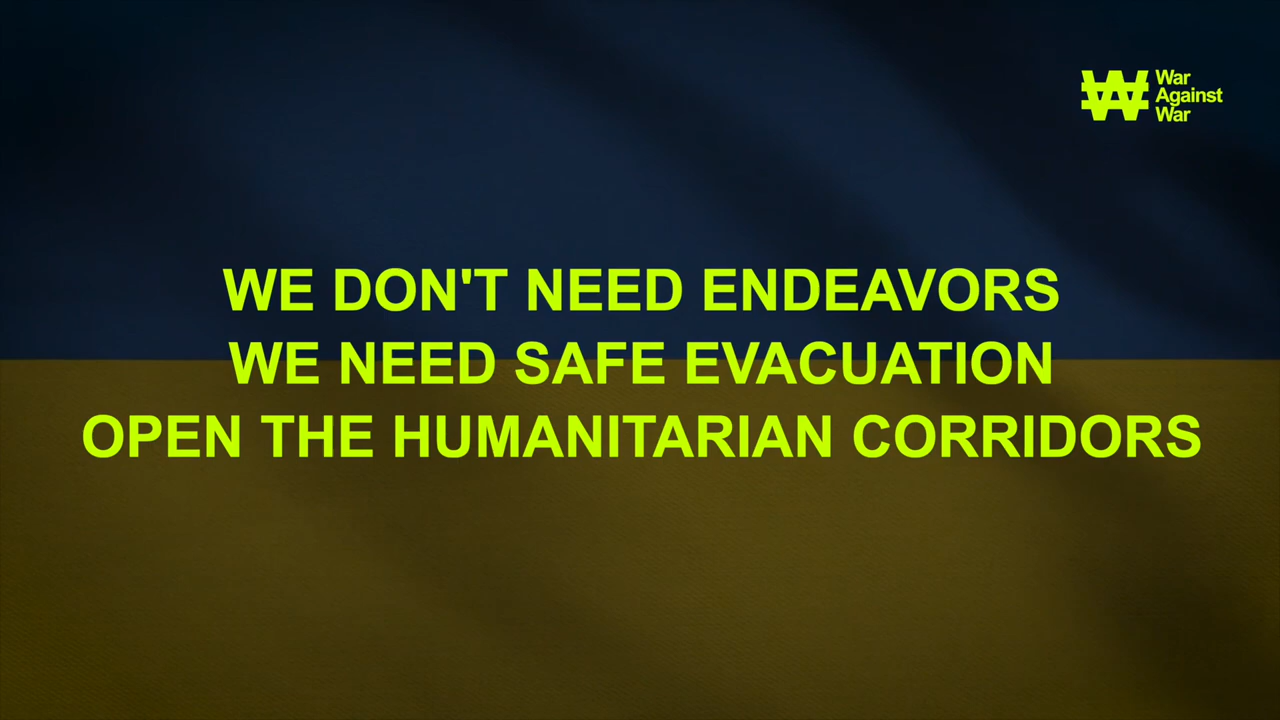 War
Against
War
WE DON'T NEED ENDEAVORS
WE NEED SAFE EVACUATION
OPEN THE HUMANITARIAN CORRIDORS